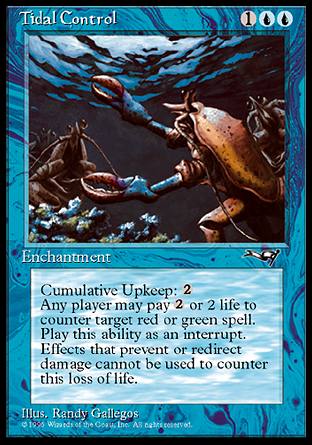 Tidal Control
1
Enchantment
Cumulative Upkeep: 2
Any player may pay 2 or 2 life to
counter target red or green spell.
Play this ability as an interrupt.
Effects that prevent or redirect
damage cannot be used to counter
this loss of life.
Illus. Randy Gallegos
© 1996 Wizards of the Coast, Inc. All rights reserved.